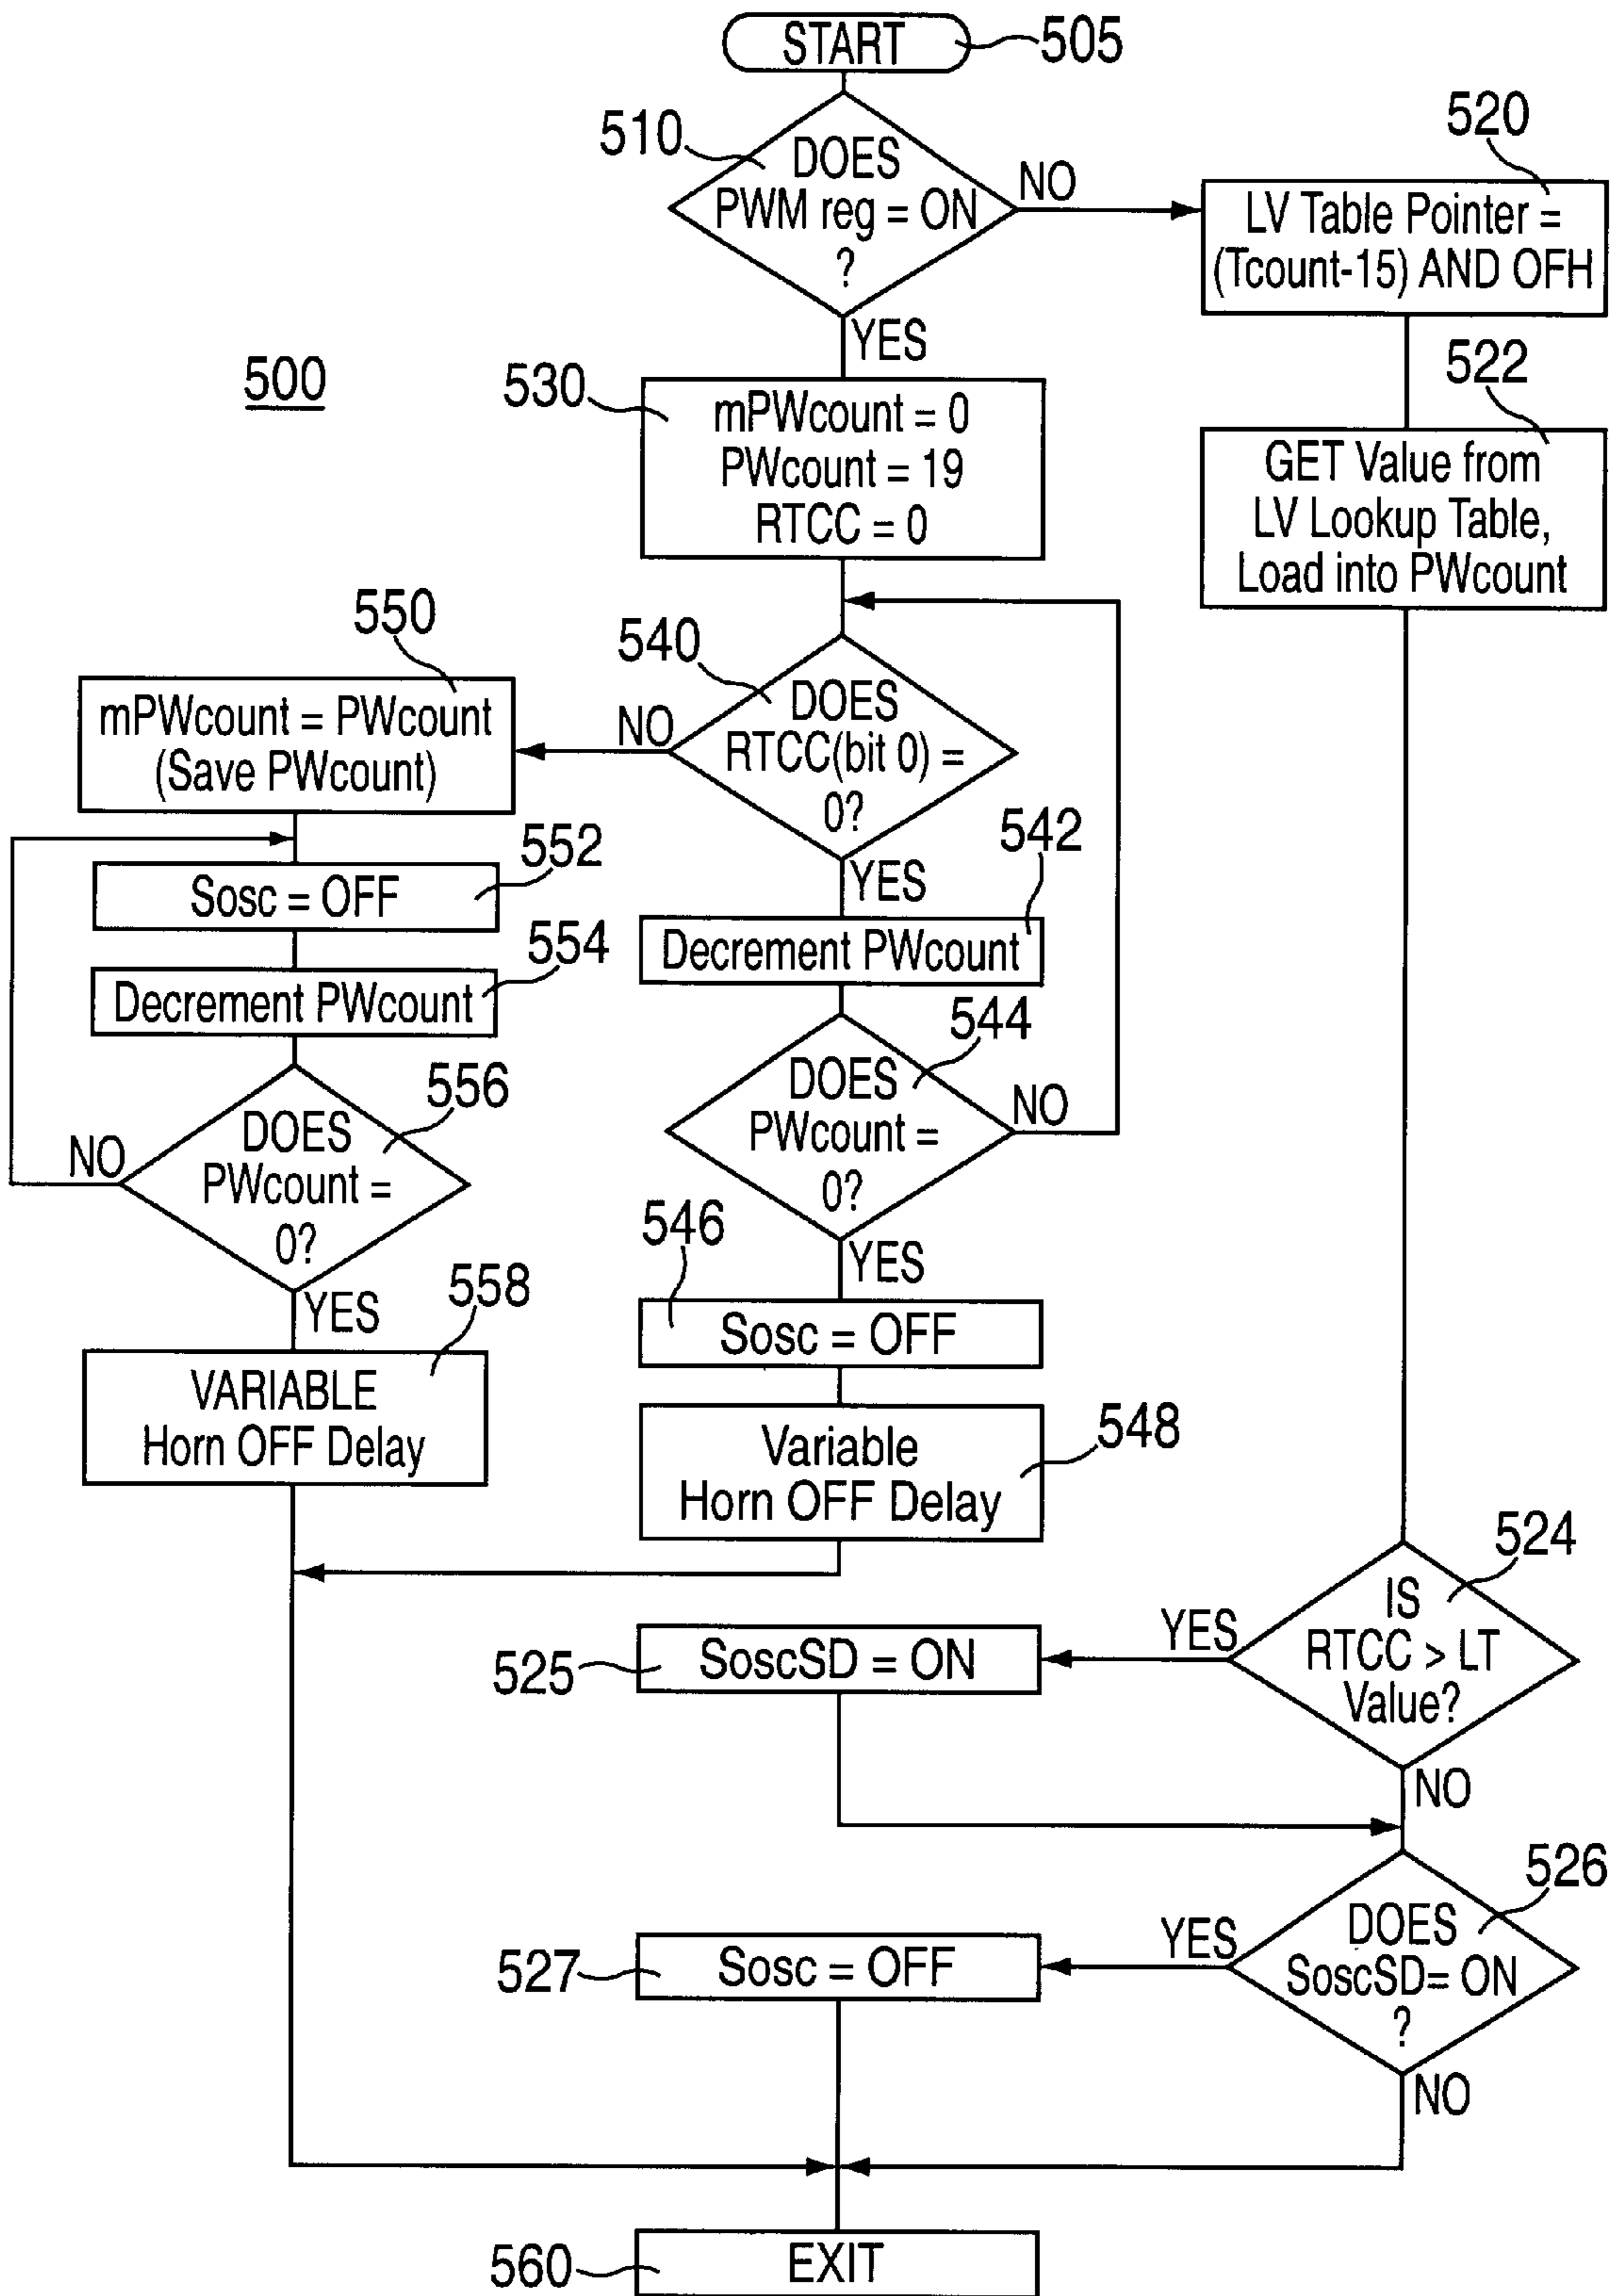 START
505
510
DOES
PWM reg = ON
?
NO
YES
520
LV Table Pointer =
(Tcount-15) AND OFH
522
GET Value from
LV Lookup Table,
Load into PWcount
500
530
mPWcount = 0
PWcount = 19
RTCC = 0
540
DOES
RTCC(bit 0) =
0?
NO
YES
550
mPWcount = PWcount
(Save PWcount)
552
Sosc = OFF
554
Decrement PWcount
556
DOES
PWcount =
0?
NO
YES
558
VARIABLE
Horn OFF Delay
542
Decrement PWcount
544
DOES
PWcount =
0?
NO
YES
546
Sosc = OFF
548
Variable
Horn OFF Delay
524
IS
RTCC > LT
Value?
YES
NO
525
SoscSD = ON
526
DOES
SoscSD= ON
?
YES
NO
527
Sosc = OFF
560
EXIT